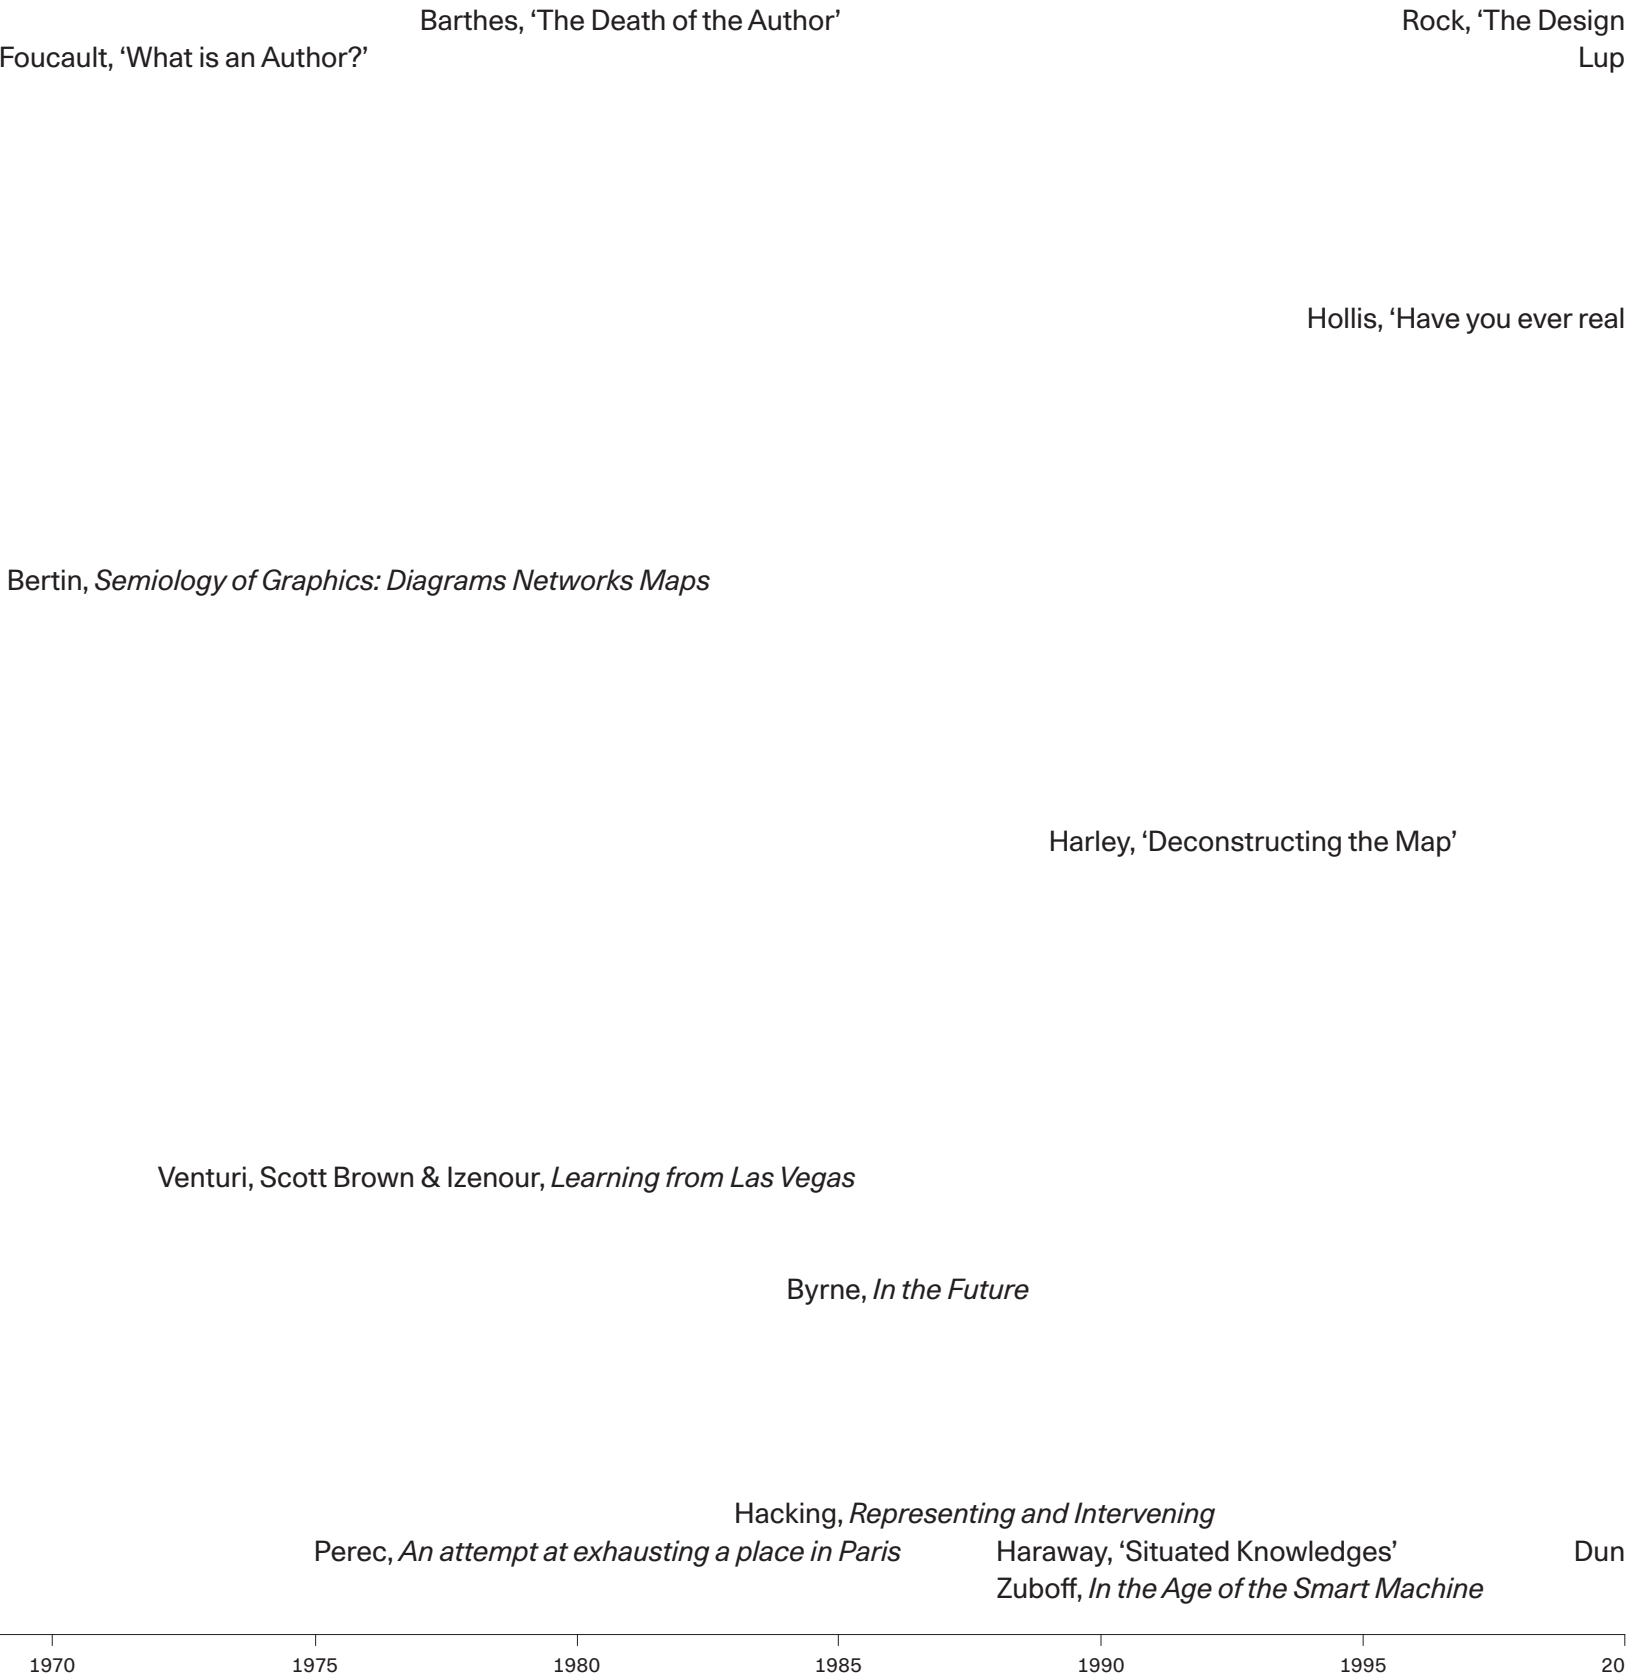 Barthes, ‘The Death of the Author’ Rock, ‘The Design
Foucault, ‘What is an Author?’ Lup
Hollis, ‘Have you ever real
Bertin, Semiology of Graphics: Diagrams Networks Maps
Harley, ‘Deconstructing the Map’
Venturi, Scott Brown & Izenour, Learning from Las Vegas
Byrne, In the Future
Hacking, Representing and Intervening
Perec, An attempt at exhausting a place in Paris Haraway, ‘Situated Knowledges’ Dun
Zuboff, In the Age of the Smart Machine
1970 1975 1980 1985 1990 1995 20